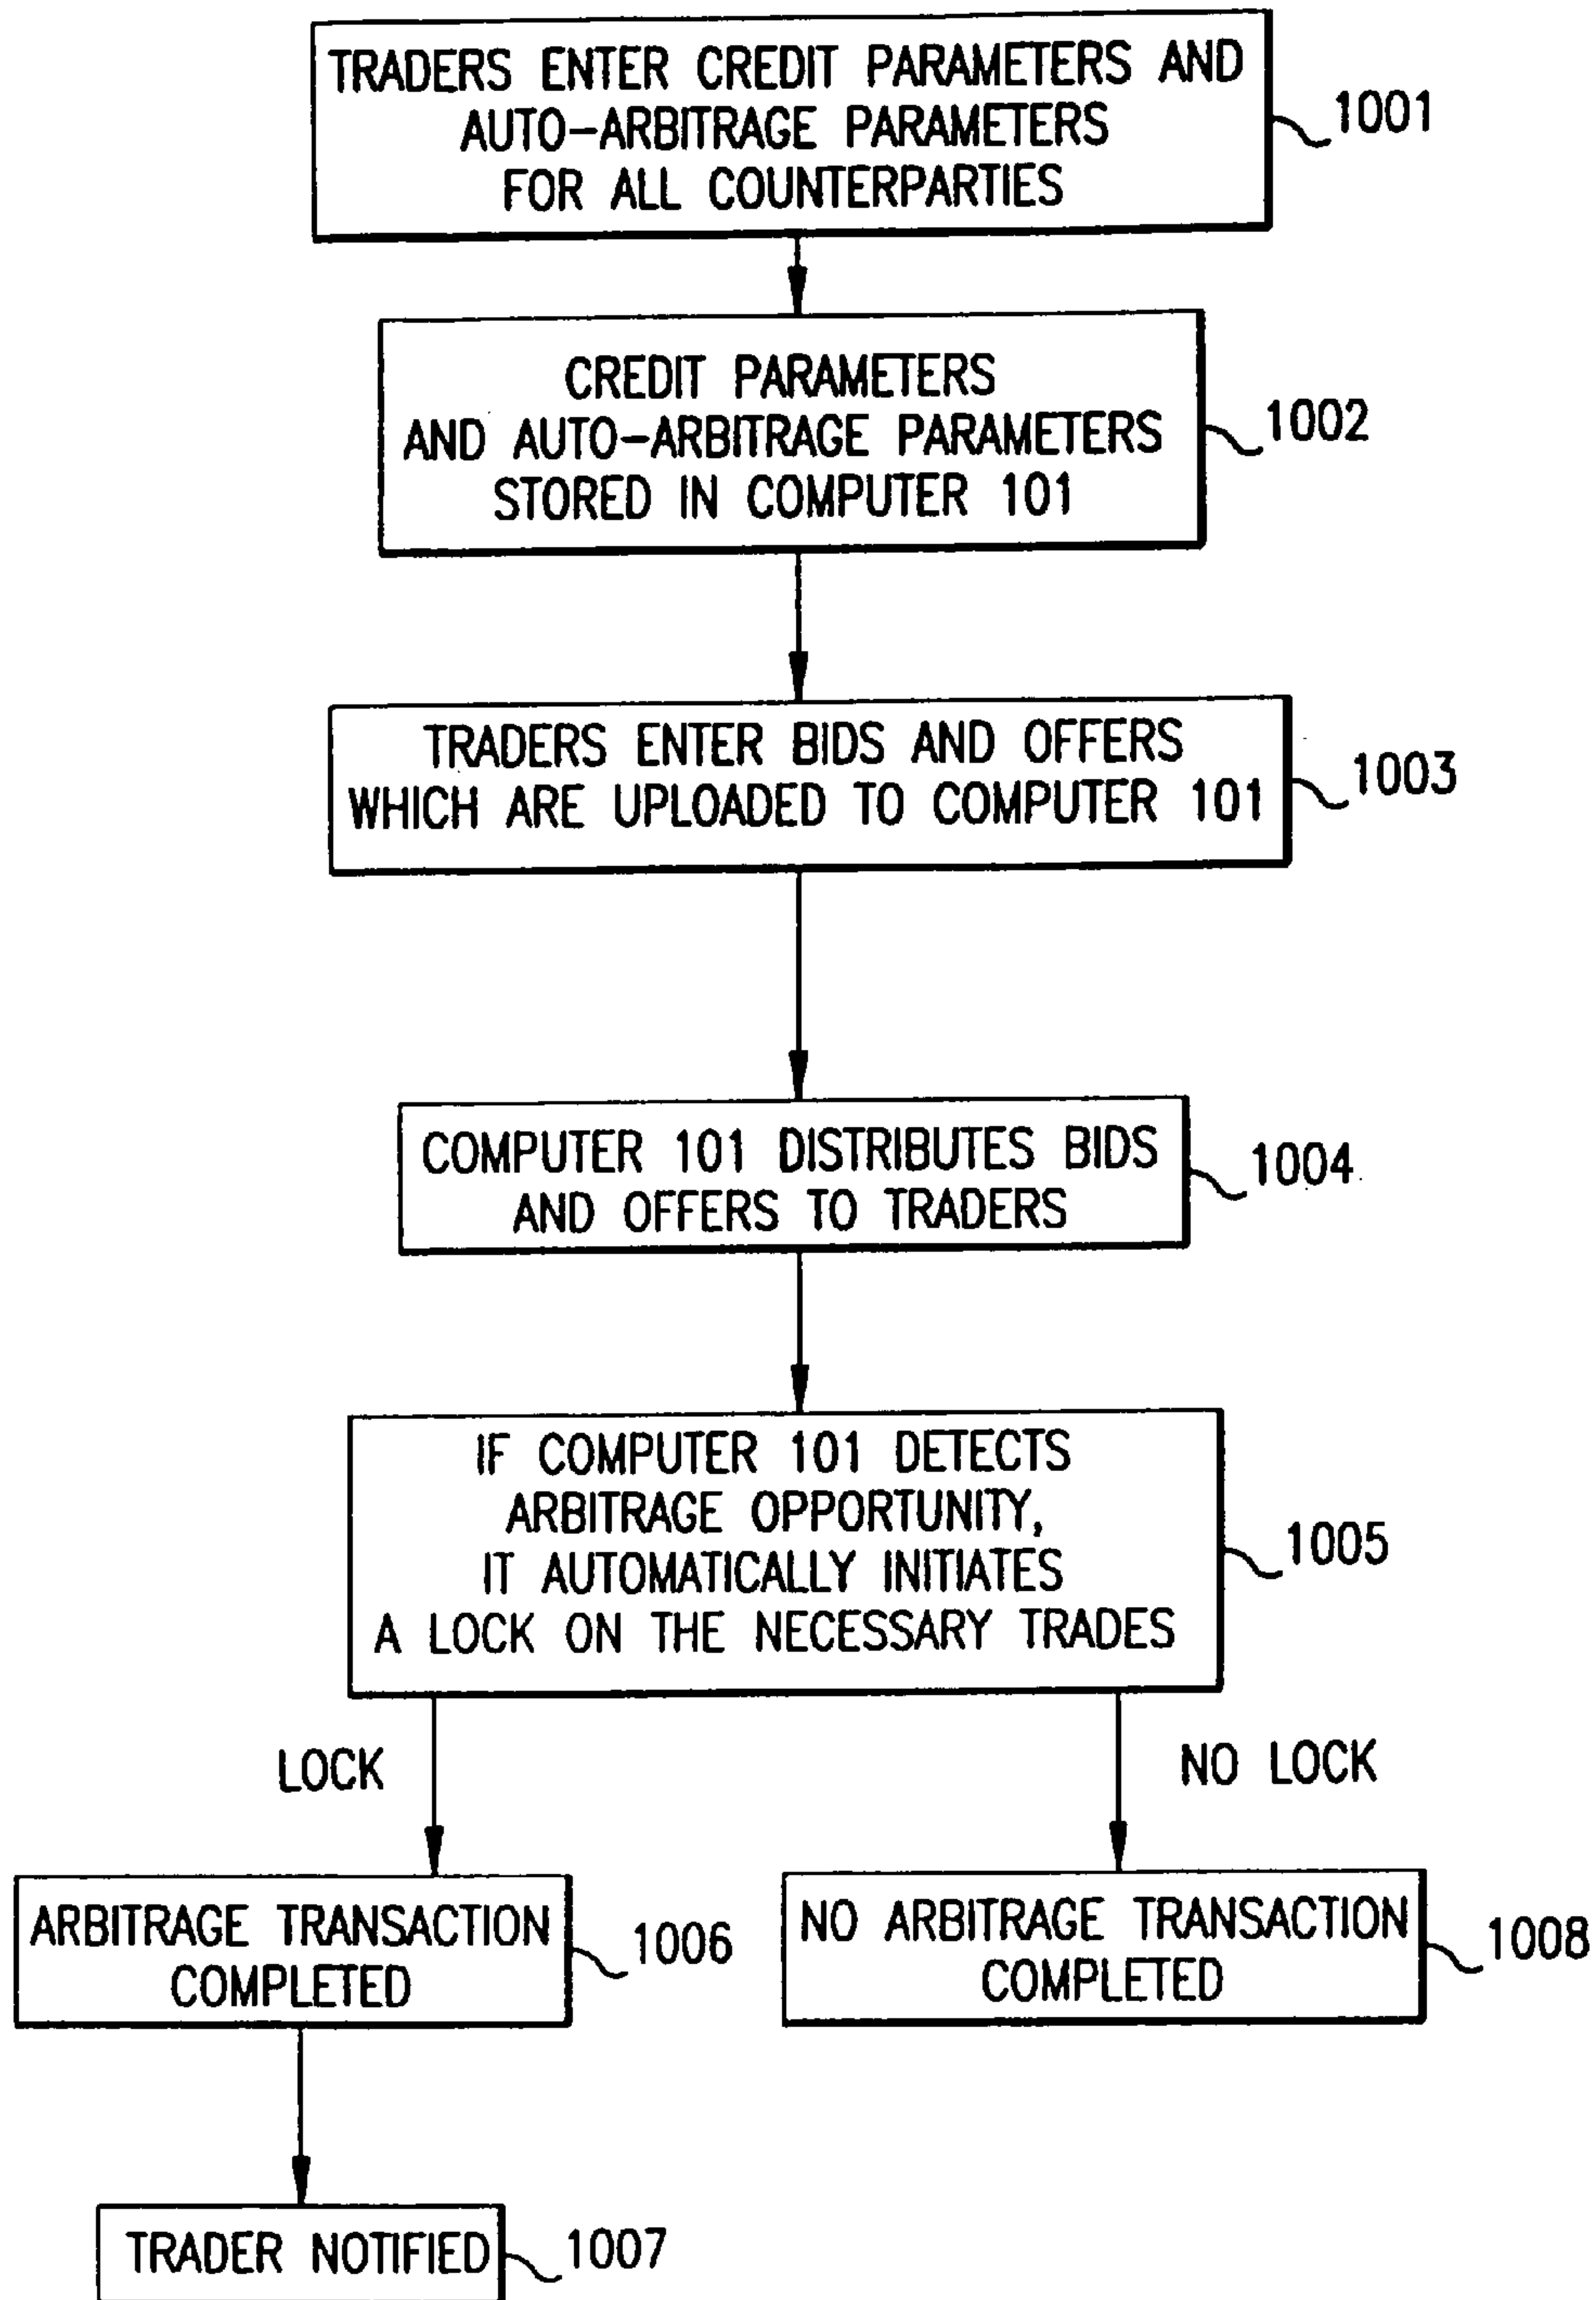 TRADERS ENTER CREDIT PARAMETERS AND
AUTO-ARBITRAGE PARAMETERS
FOR ALL COUNTERPARTIES
1001
CREDIT PARAMETERS
AND AUTO-ARBITRAGE PARAMETERS
STORED IN COMPUTER 101
1002
TRADERS ENTER BIDS AND OFFERS
WHICH ARE UPLOADED TO COMPUTER 101
1003
COMPUTER 101 DISTRIBUTES BIDS
AND OFFERS TO TRADERS
1004
IF COMPUTER 101 DETECTS
ARBITRAGE OPPORTUNITY,
IT AUTOMATICALLY INITIATES
A LOCK ON THE NECESSARY TRADES
1005
LOCK
NO LOCK
ARBITRAGE TRANSACTION
COMPLETED
1006
NO ARBITRAGE TRANSACTION
COMPLETED
1008
TRADER NOTIFIED
1007